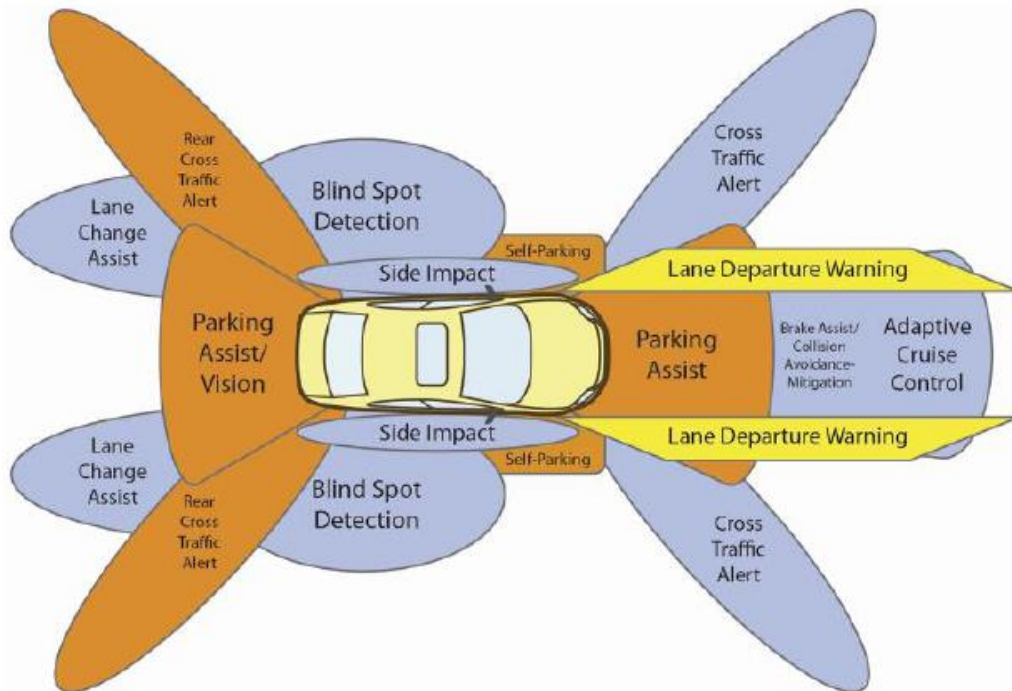 Rear
Cross
Traffic
Alert
Cross
Traffic
Alert
Lane
Change
Assist
Blind Spot
Detection
Self-Parking
Side Impact
Lane Departure Warning
Parking
Assist/
Vision
Parking
Assist
Brake Assist/
Collision
Avoidance-
Mitigation
Adaptive
Cruise
Control
Side Impact
Lane Departure Warning
Self-Parking
Lane
Change
Assist
Blind Spot
Detection
Rear
Cross
Traffic
Alert
Cross
Traffic
Alert